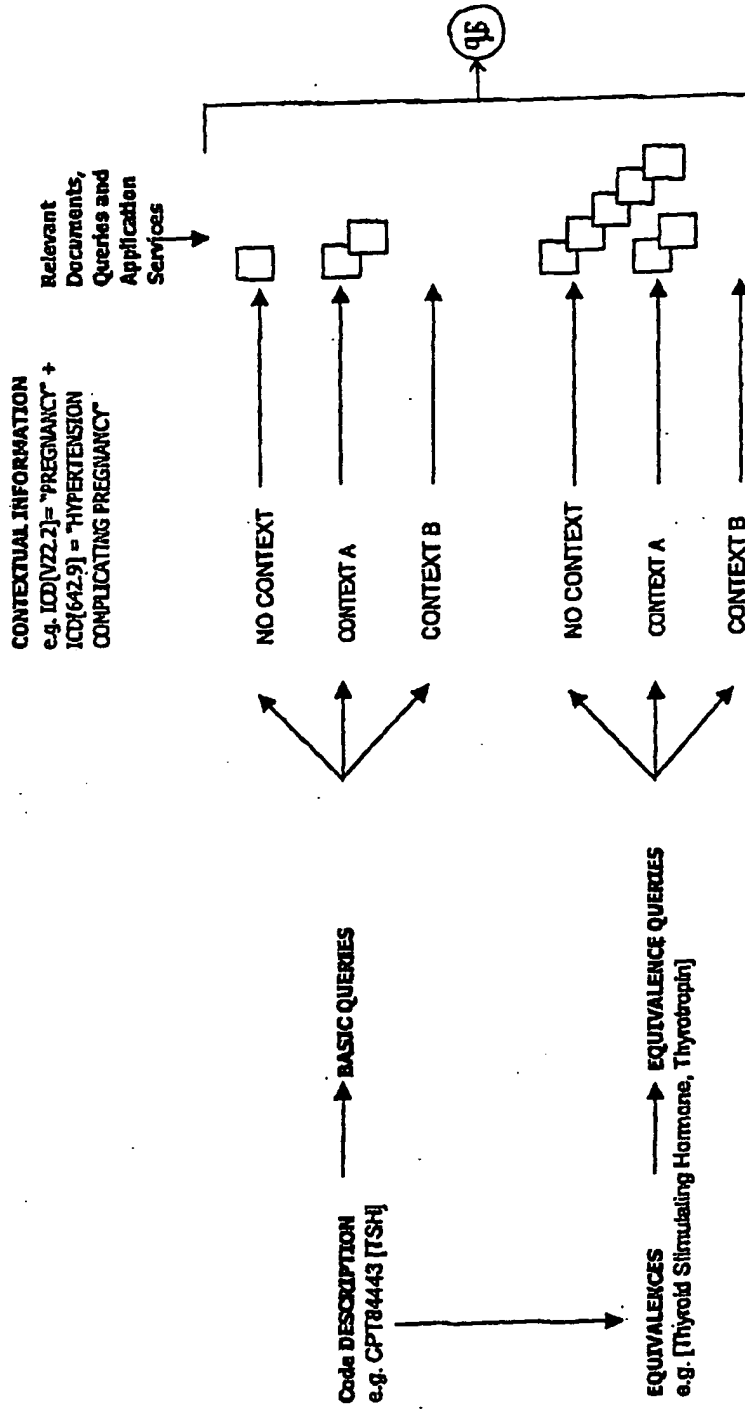 CONTEXTUAL INFORMATION
e.g. ICD[V22.2]= "PREGNANCY" +
ICD[642.9] = "HYPERTENSION
COMPLICATING PREGNANCY"
Relevant
Documents,
Queries and
Application
Services
Code DESCRIPTION
e.g. CPT84443 [TSH]
BASIC QUERIES
NO CONTEXT
CONTEXT A
CONTEXT B
EQUIVALENCES
e.g. [Thyroid Stimulating Hormone, Thyrotropin]
EQUIVALENCE QUERIES
NO CONTEXT
CONTEXT A
CONTEXT B